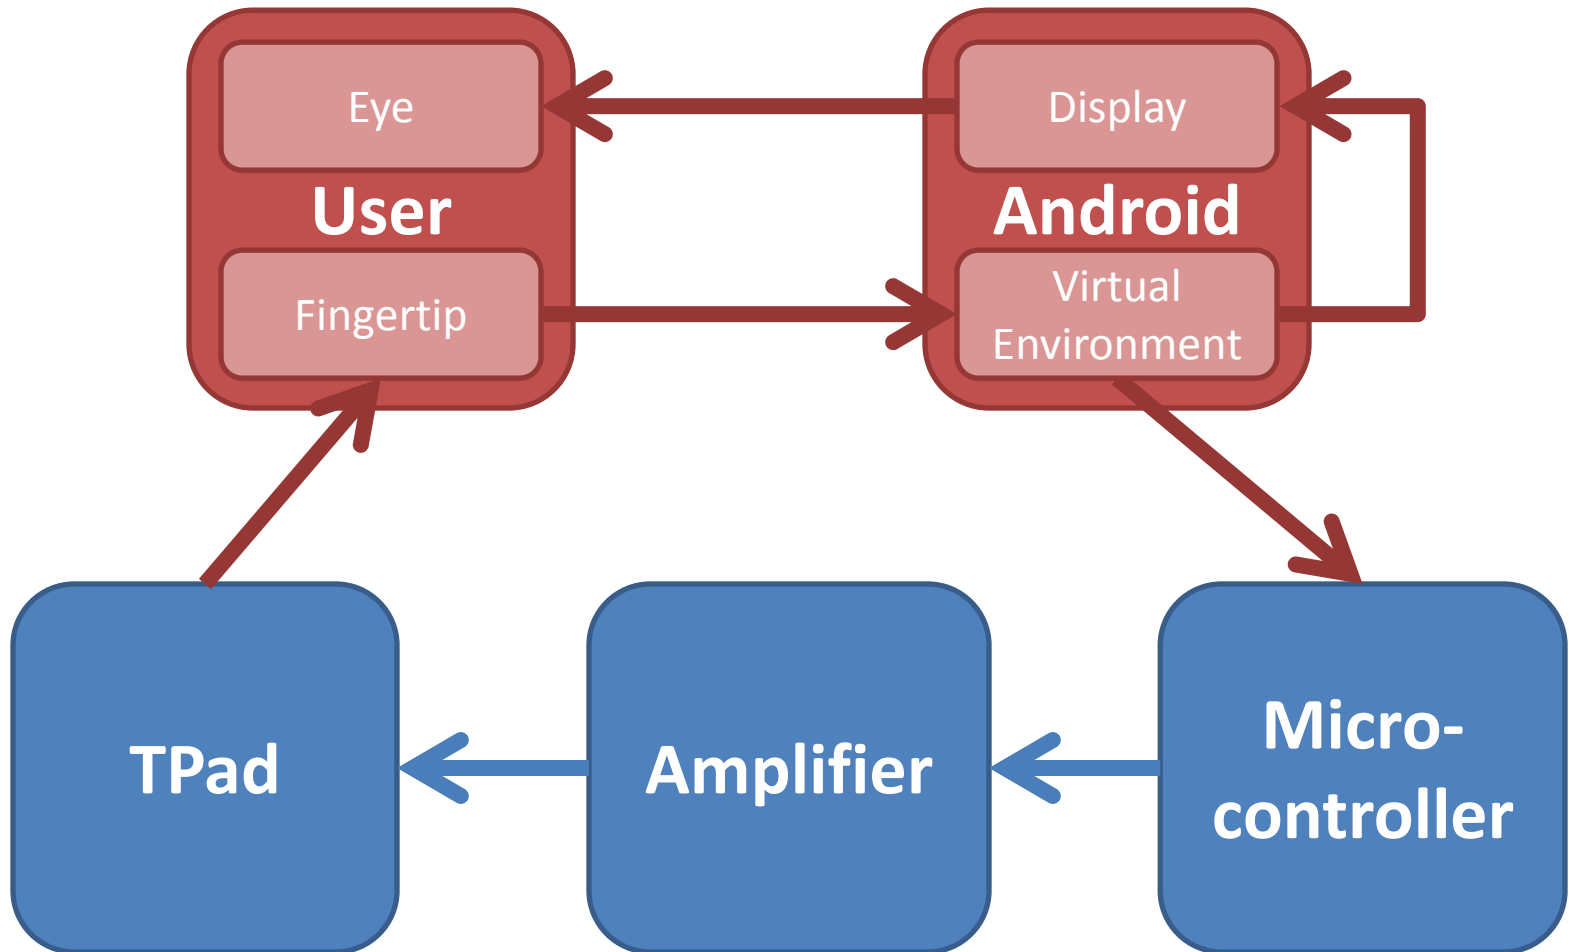 Eye
User
Fingertip
Display
Android
Virtual
Environment
TPad
Amplifier
Micro-
controller